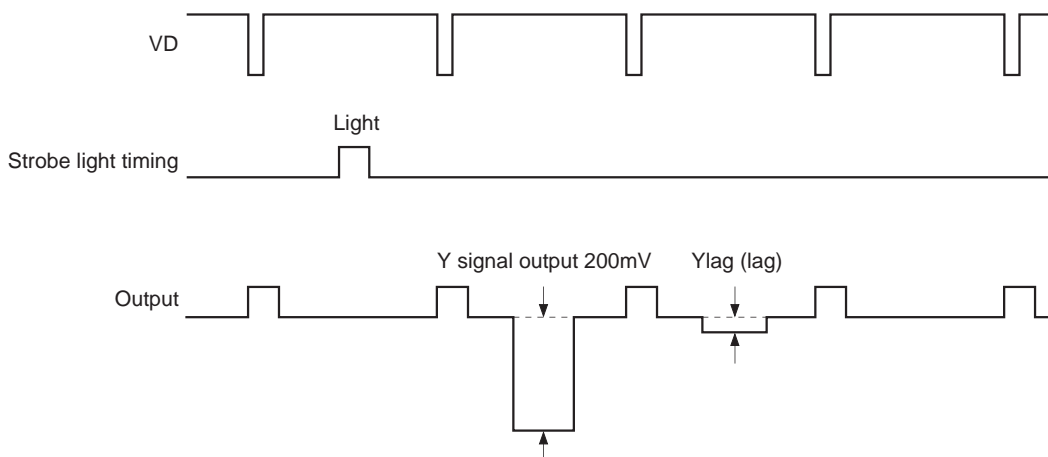 VD
Light
Strobe light timing
Y signal output 200mV
Ylag (lag)
Output